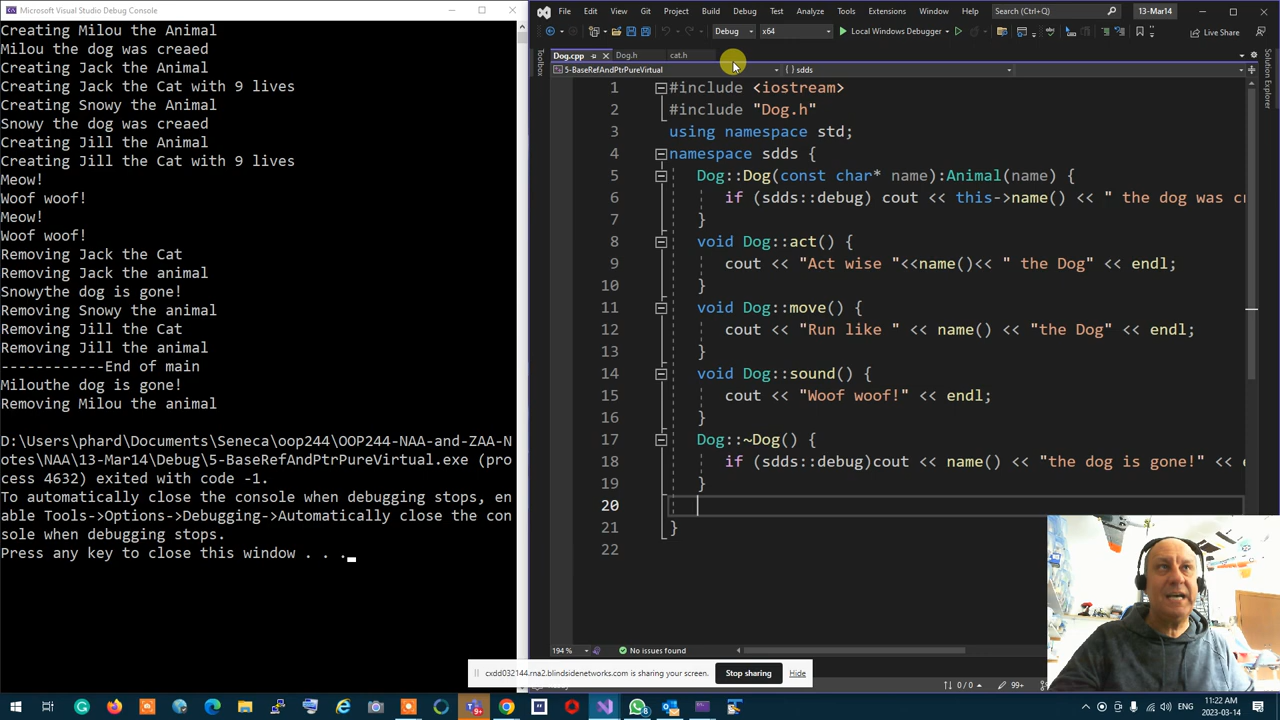 Microsoft Visual Studio Debug Console
Creating Milou the Animal
Milou the dog was creaed
Creating Jack the Animal
Creating Jack the Cat with 9 lives
Creating Snowy the Animal
Snowy the dog was creaed
Creating Jill the Animal
Creating Jill the Cat with 9 lives
Meow!
Woof woof!
Meow!
Woof woof!
Removing Jack the Cat
Removing Jack the animal
Snowythe dog is gone!
Removing Snowy the animal
Removing Jill the Cat
Removing Jill the animal
------------End of main
Milouthe dog is gone!
Removing Milou the animal
D:\Users\phard\Documents\Seneca\oop244\OOP244-NAA-and-ZAA-N
otes\NAA\13-Mar14\Debug\5-BaseRefAndPtrPureVirtual.exe (pro
cess 4632) exited with code -1.
To automatically close the console when debugging stops, en
able Tools->Options->Debugging->Automatically close the con
sole when debugging stops.
Press any key to close this window . . .
File Edit View Git Project Build Debug Test Analyze Tools Extensions Window Help Search (Ctrl+Q) 13-Mar14
Debug x64 Local Windows Debugger Live Share
Dog.cpp Dog.h cat.h
5-BaseRefAndPtrPureVirtual {} sdds
Toolbox
Solution Explorer
1 #include <iostream>
2 #include "Dog.h"
3 using namespace std;
4 namespace sdds {
5 Dog::Dog(const char* name):Animal(name) {
6 if (sdds::debug) cout << this->name() << " the dog was cr
7 }
8 void Dog::act() {
9 cout << "Act wise "<<name()<< " the Dog" << endl;
10 }
11 void Dog::move() {
12 cout << "Run like " << name() << "the Dog" << endl;
13 }
14 void Dog::sound() {
15 cout << "Woof woof!" << endl;
16 }
17 Dog::~Dog() {
18 if (sdds::debug)cout << name() << "the dog is gone!" << e
19 }
20
21 }
22
194 % No issues found
cxdd032144.rna2.blindsidenetworks.com is sharing your screen. Stop sharing Hide
0 / 0 99+
ENG 11:22 AM
2023-03-14